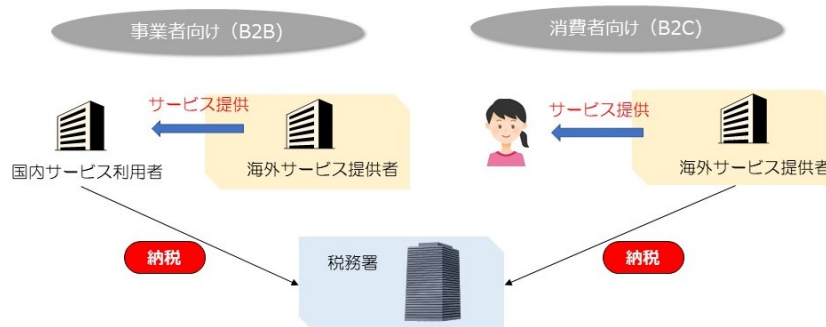 事業者向け（B2B）
消費者向け（B2C）
サービス提供
サービス提供
国内サービス利用者
海外サービス提供者
海外サービス提供者
納税
税務署
納税